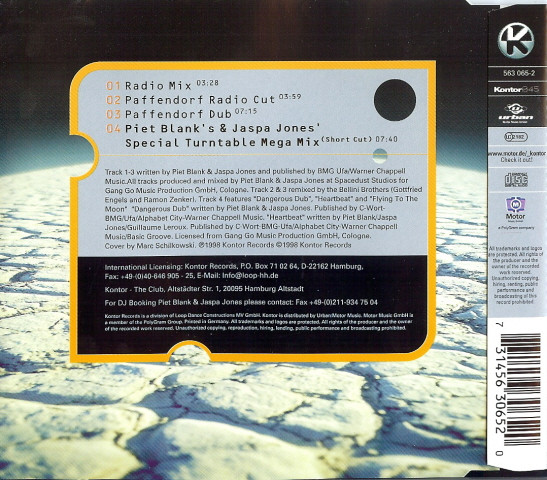 01 Radio Mix 03:28
02 Paffendorf Radio Cut 03:59
03 Paffendorf Dub 07:15
04 Piet Blank's & Jaspa Jones'
Special Turntable Mega Mix (Short Cut) 07:40
Track 1-3 written by Piet Blank & Jaspa Jones and published by BMG Ufa/Warner Chappell
Music.All tracks produced and mixed by Piet Blank & Jaspa Jones at Spacedust Studios for
Gang Go Music Production GmbH, Cologne. Track 2 & 3 remixed by the Bellini Brothers (Gottfried
Engels and Ramon Zenker). Track 4 features "Dangerous Dub", "Heartbeat" and "Flying To The
Moon" "Dangerous Dub" written by Piet Blank & Jaspa Jones. Published by C-Wort-
BMG/Ufa/Alphabet City-Warner Chappell Music. "Heartbeat" written by Piet Blank/Jaspa
Jones/Guillaume Leroux. Published by C-Wort-BMG/Ufa/Alphabet City-Warner Chappell
Music/Basic Groove. Licensed from Gang Go Music Production GmbH, Cologne.
Cover by Marc Schilkowski. ℗1998 Kontor Records ©1998 Kontor Records
International Licensing: Kontor Records, P.O. Box 71 02 64, D-22162 Hamburg,
Fax: +49-(0)40-646 905 - 25, E-Mail: Info@loop-hh.de
Kontor - The Club, Altstädter Str. 1, 20095 Hamburg Altstadt
For DJ Booking Piet Blank & Jaspa Jones please contact: Fax +49-(0)211-934 75 04
Kontor Records is a division of Loop Dance Constructions MV GmbH. Kontor is distributed by Urban/Motor Music. Motor Music GmbH is
a member of the PolyGram Group. Printed in Germany. All trademarks and logos are protected. All rights of the producer and of the owner
of the recorded work reserved. Unauthorized copying, reproduction, hiring, lending, public performance and broadcasting prohibited.
K
563 065-2
Kontor045
urban
LC 7192
www.motor.de/_kontor
Check it out!
COMPACT
disc
DIGITAL AUDIO
Motor
Music
a PolyGram company
All trademarks and logos
are protected. All rights of
the producer and of the
owner of the recorded
work reserved.
Unauthorized copying,
hiring, renting, public
performance and
broadcasting of this
record prohibited.
7 31456 30652 0